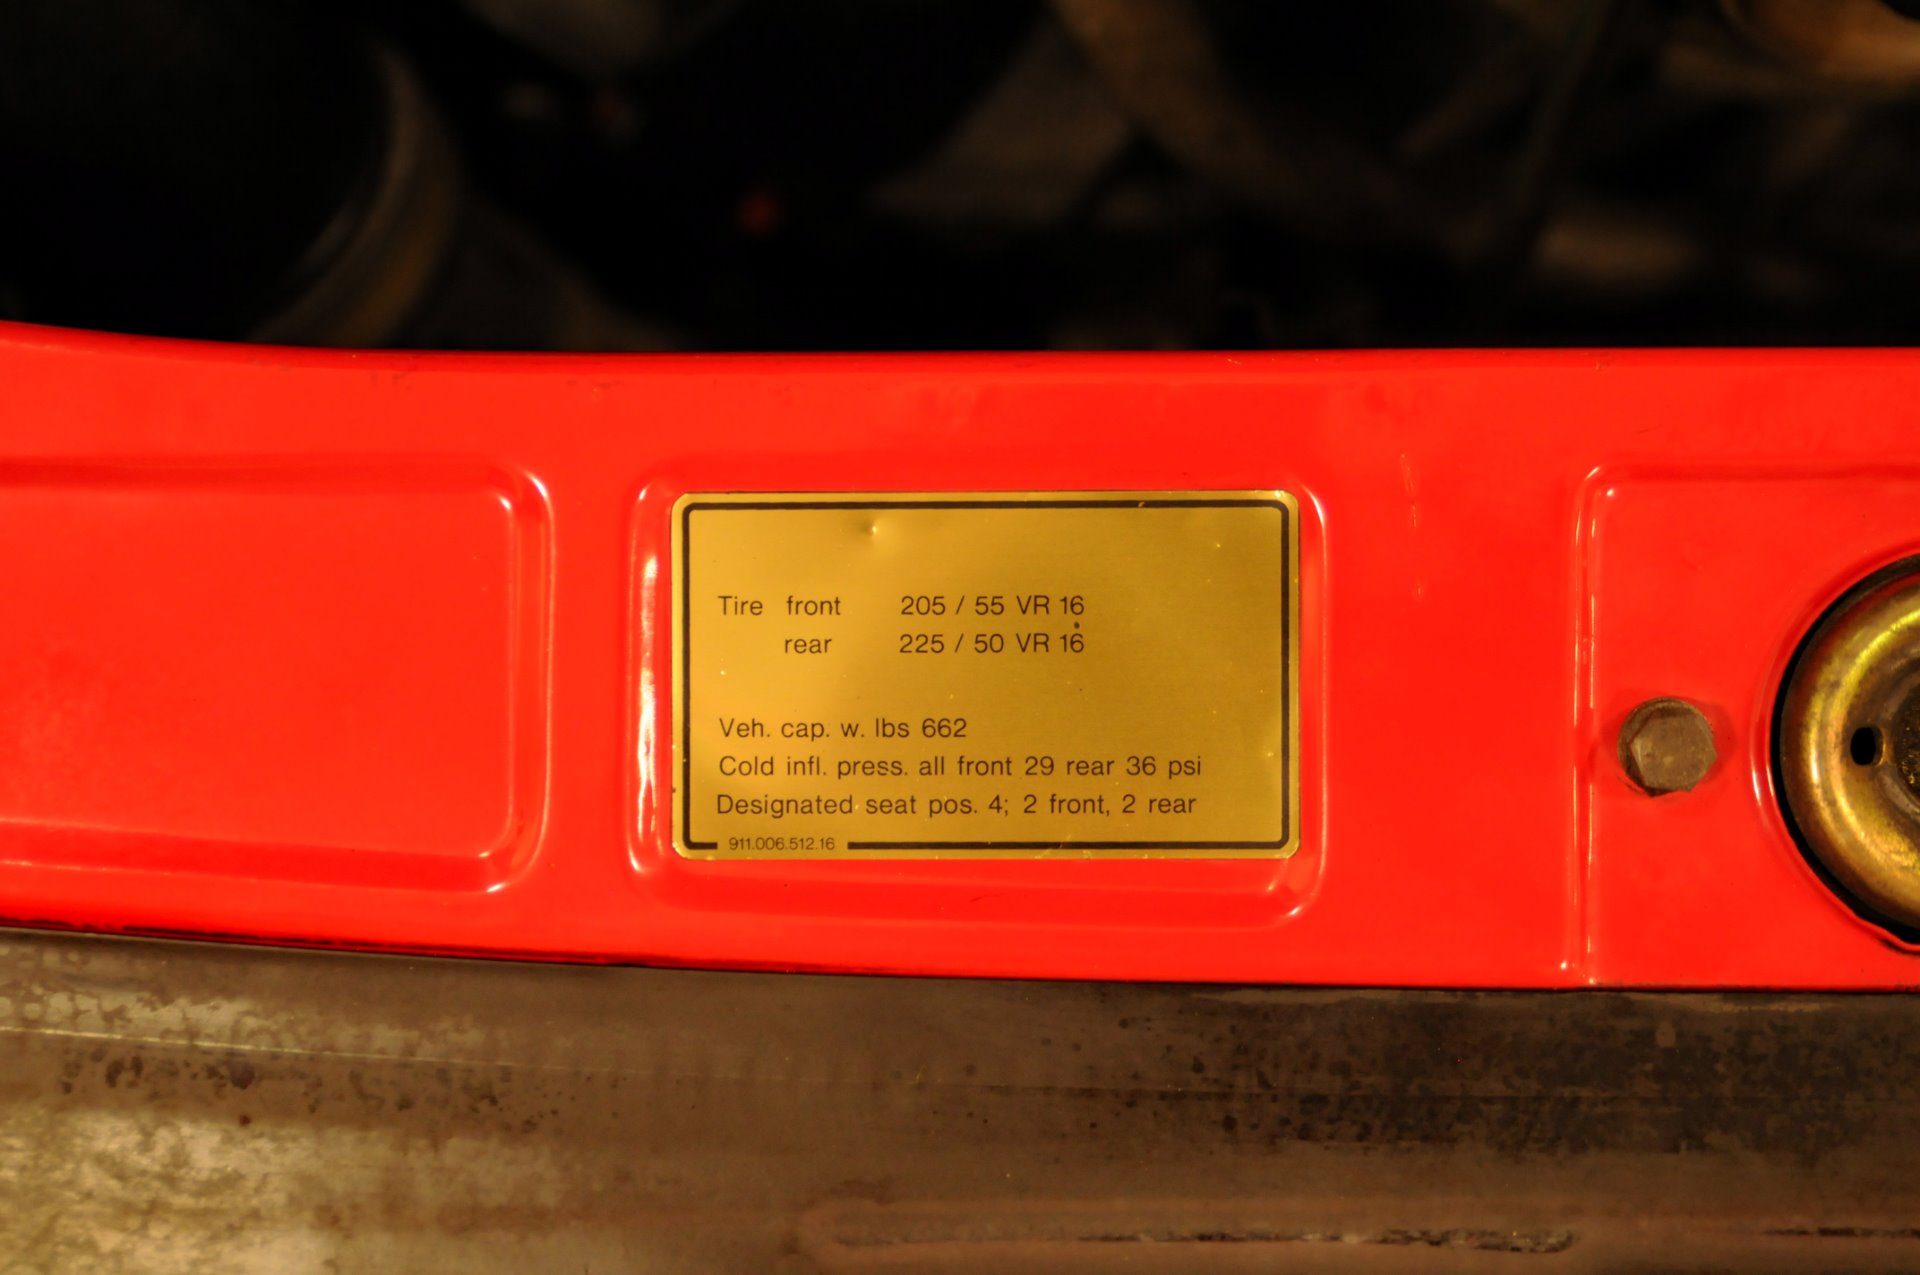 Tire front 205 / 55 VR 16
rear 225 / 50 VR 16
Veh. cap. w. lbs 662
Cold infl. press. all front 29 rear 36 psi
Designated seat pos. 4; 2 front, 2 rear
911.006.512.16